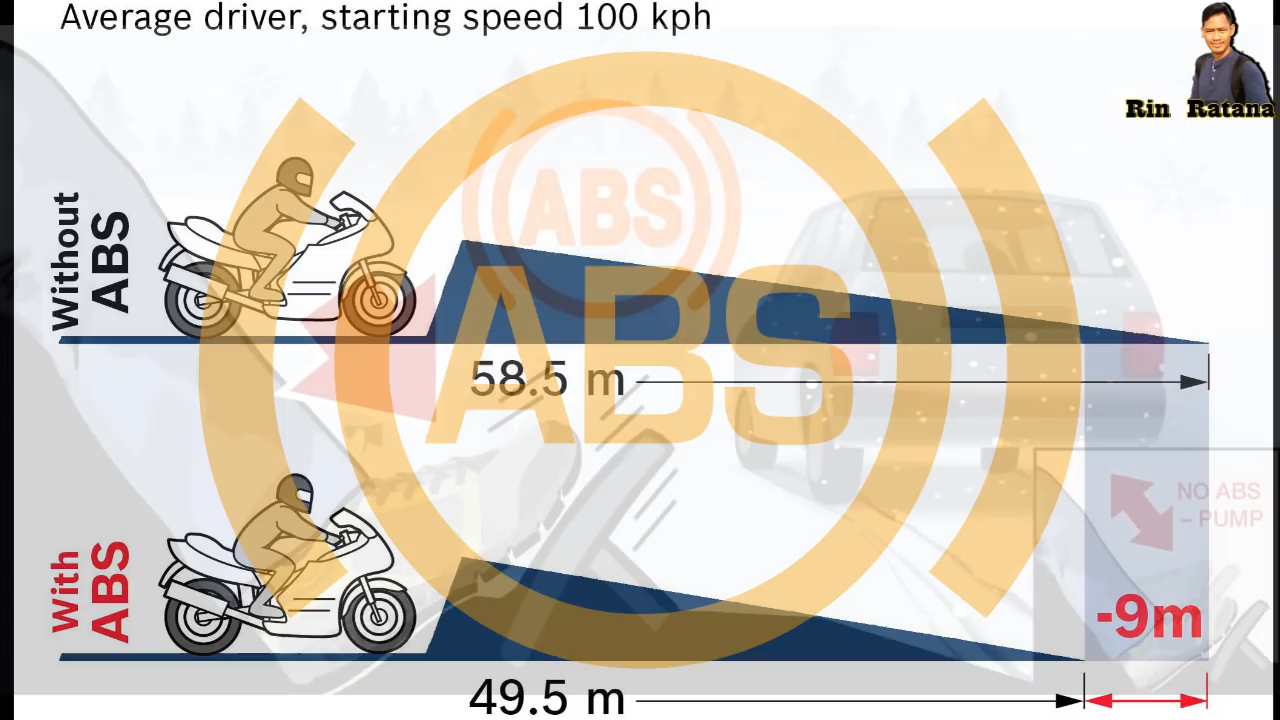 Average driver, starting speed 100 kph
Rin Ratana
ABS
Without
ABS
ABS
58.5 m
NO ABS
– PUMP
With
ABS
-9m
49.5 m